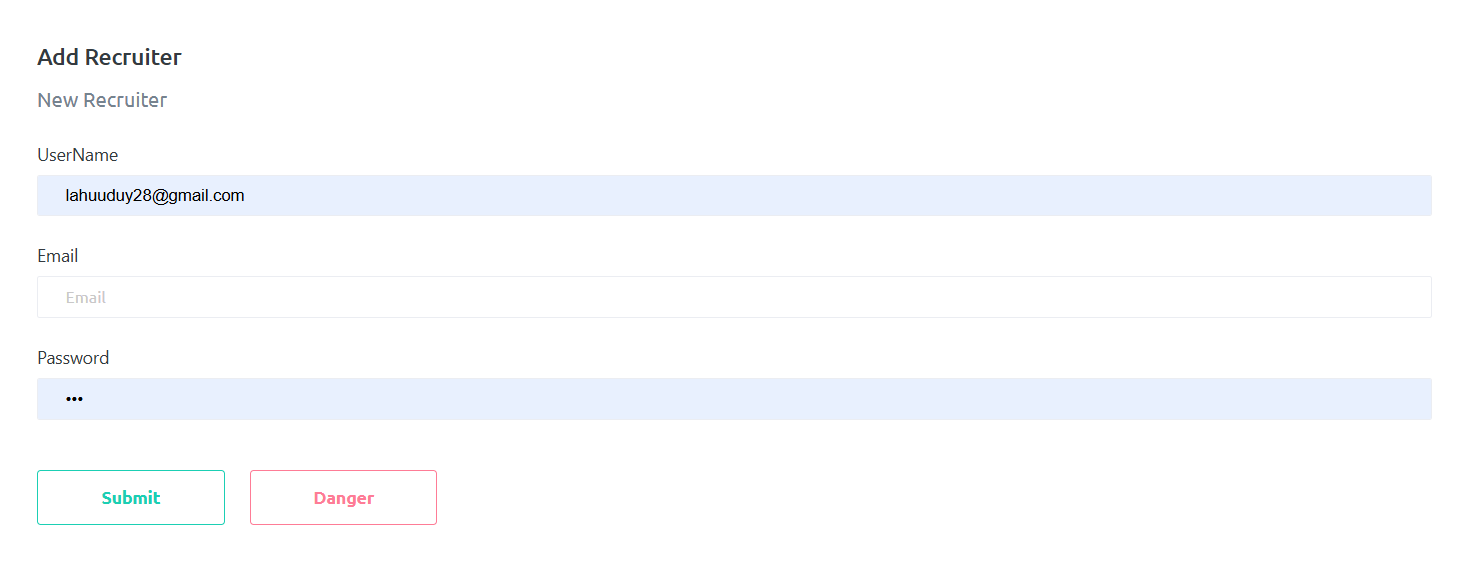 Add Recruiter
New Recruiter
UserName
lahuuduy28@gmail.com
Email
Email
Password
•••
Submit Danger